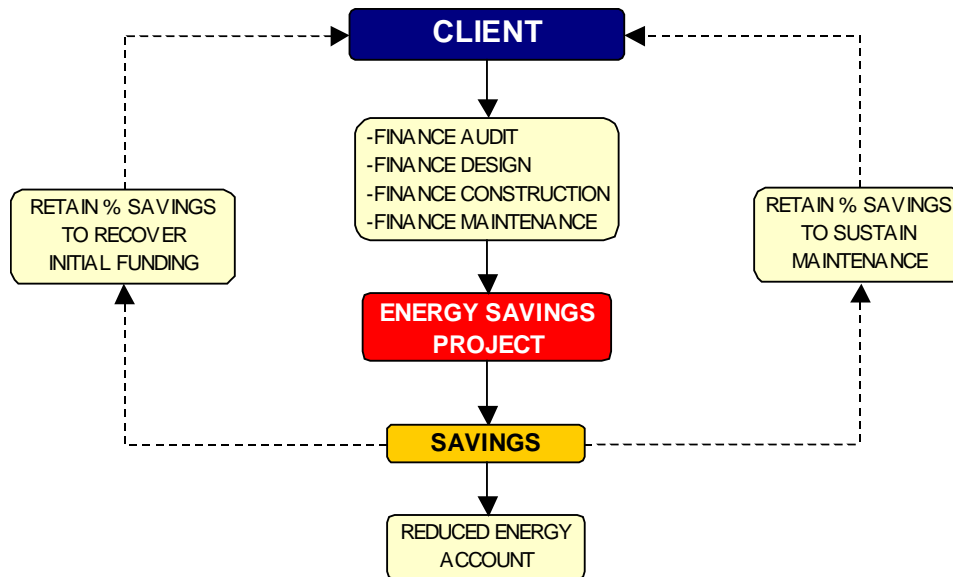 CLIENT
-FINANCE AUDIT
-FINANCE DESIGN
-FINANCE CONSTRUCTION
-FINANCE MAINTENANCE
RETAIN % SAVINGS
TO RECOVER
INITIAL FUNDING
RETAIN % SAVINGS
TO SUSTAIN
MAINTENANCE
ENERGY SAVINGS
PROJECT
SAVINGS
REDUCED ENERGY
ACCOUNT